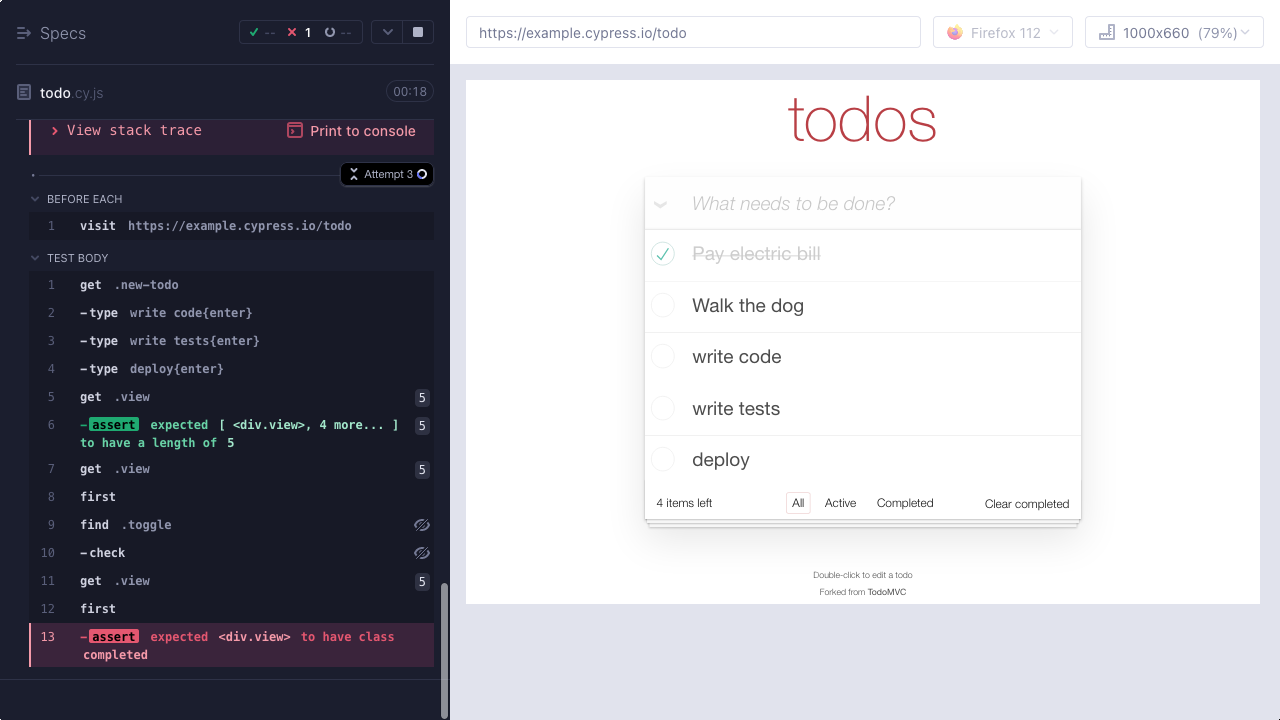 Specs
-- 1 --
todo.cy.js 00:18
View stack trace Print to console
Attempt 3
BEFORE EACH
1 visit https://example.cypress.io/todo
TEST BODY
1 get .new-todo
2 -type write code{enter}
3 -type write tests{enter}
4 -type deploy{enter}
5 get .view 5
6 -assert expected [ <div.view>, 4 more... ] 5
to have a length of 5
7 get .view 5
8 first
9 find .toggle
10 -check
11 get .view 5
12 first
13 -assert expected <div.view> to have class
completed
https://example.cypress.io/todo
Firefox 112
1000x660 (79%)
todos
What needs to be done?
Pay electric bill
Walk the dog
write code
write tests
deploy
4 items left All Active Completed Clear completed
Double-click to edit a todo
Forked from TodoMVC